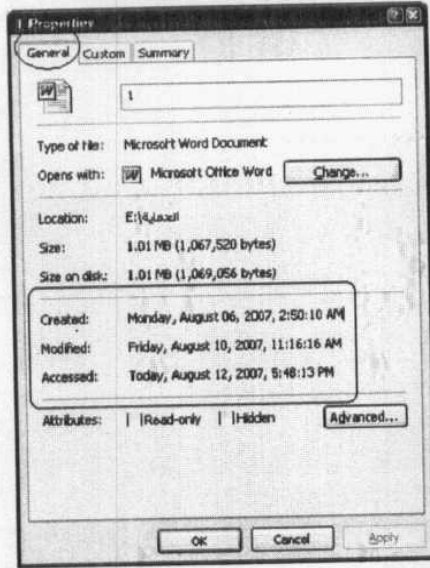 1 Properties
General Custom Summary
1
Type of file: Microsoft Word Document
Opens with: Microsoft Office Word Change...
Location: E:\الحماية
Size: 1.01 MB (1,067,520 bytes)
Size on disk: 1.01 MB (1,069,056 bytes)
Created: Monday, August 06, 2007, 2:50:10 AM
Modified: Friday, August 10, 2007, 11:16:16 AM
Accessed: Today, August 12, 2007, 5:48:13 PM
Attributes: Read-only Hidden Advanced...
OK Cancel Apply